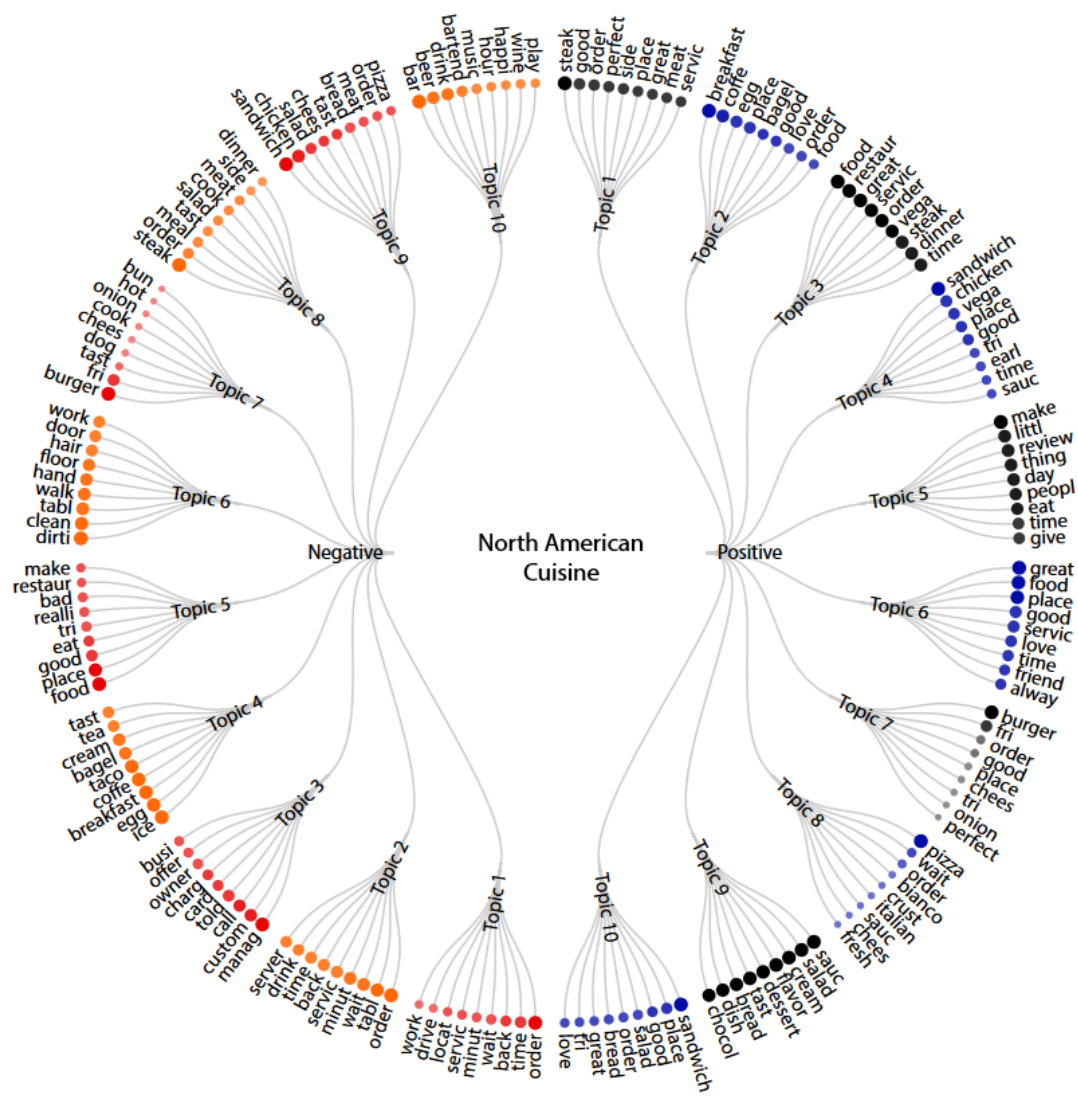 North American
Cuisine
Positive
Topic 1
steak
good
order
perfect
side
place
great
meat
servic
Topic 2
breakfast
coffe
egg
place
bagel
good
love
order
food
Topic 3
food
restaur
great
servic
order
vega
steak
dinner
time
Topic 4
sandwich
chicken
vega
place
good
tri
earl
time
sauc
Topic 5
make
littl
review
thing
day
peopl
eat
time
give
Topic 6
great
food
place
good
servic
love
time
friend
alway
Topic 7
burger
fri
order
good
place
chees
tri
onion
perfect
Topic 8
pizza
wait
order
bianco
crust
italian
sauc
chees
fresh
Topic 9
sauc
salad
cream
flavor
dessert
tast
bread
dish
chocol
Topic 10
sandwich
place
good
salad
order
bread
great
tri
love
Negative
Topic 1
order
time
back
wait
minut
servic
locat
drive
work
Topic 2
order
tabl
wait
minut
servic
back
time
drink
server
Topic 3
manag
custom
call
told
card
charg
owner
offer
busi
Topic 4
ice
egg
breakfast
coffe
taco
bagel
cream
tea
tast
Topic 5
food
place
good
eat
tri
realli
bad
restaur
make
Topic 6
dirti
clean
tabl
walk
hand
floor
hair
door
work
Topic 7
burger
fri
tast
dog
chees
cook
onion
hot
bun
Topic 8
steak
order
meal
tast
salad
cook
meat
side
dinner
Topic 9
sandwich
chicken
salad
chees
tast
bread
meat
order
pizza
Topic 10
bar
beer
drink
bartend
music
hour
happi
wine
play